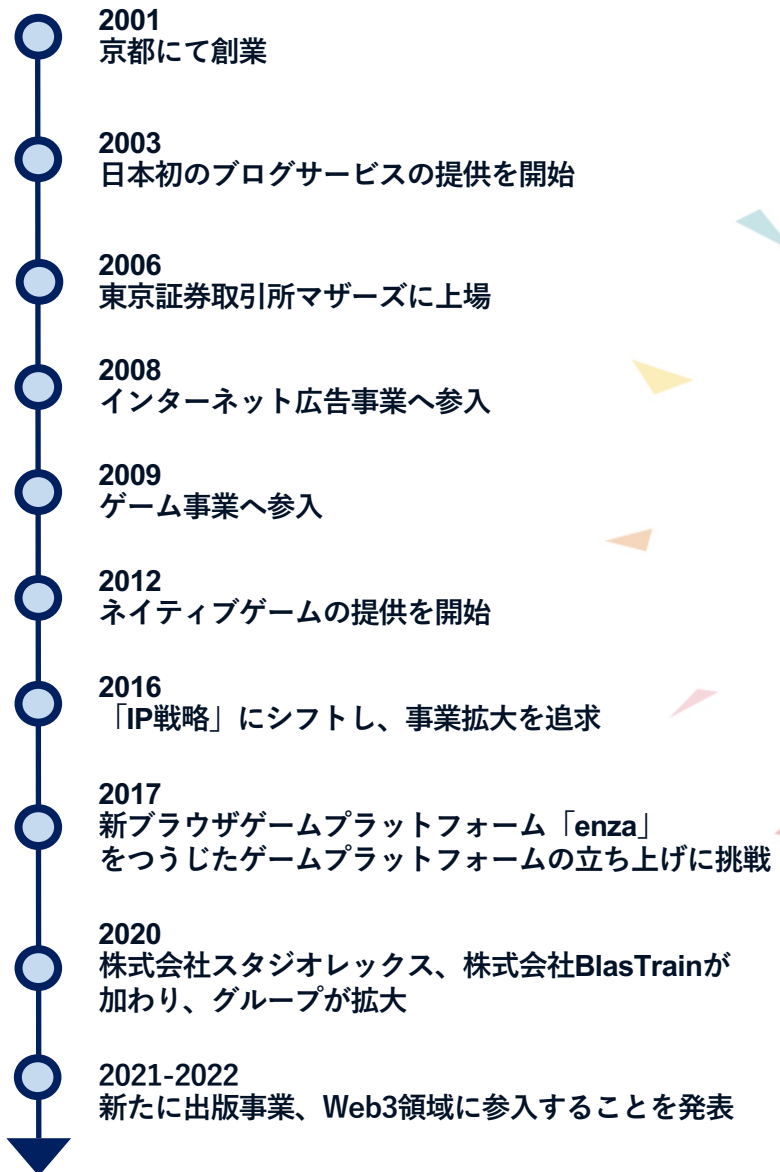 2001
京都にて創業
2003
日本初のブログサービスの提供を開始
2006
東京証券取引所マザーズに上場
2008
インターネット広告事業へ参入
2009
ゲーム事業へ参入
2012
ネイティブゲームの提供を開始
2016
「IP戦略」にシフトし、事業拡大を追求
2017
新ブラウザゲームプラットフォーム「enza」
をつうじたゲームプラットフォームの立ち上げに挑戦
2020
株式会社スタジオレックス、株式会社BlasTrainが
加わり、グループが拡大
2021-2022
新たに出版事業、Web3領域に参入することを発表